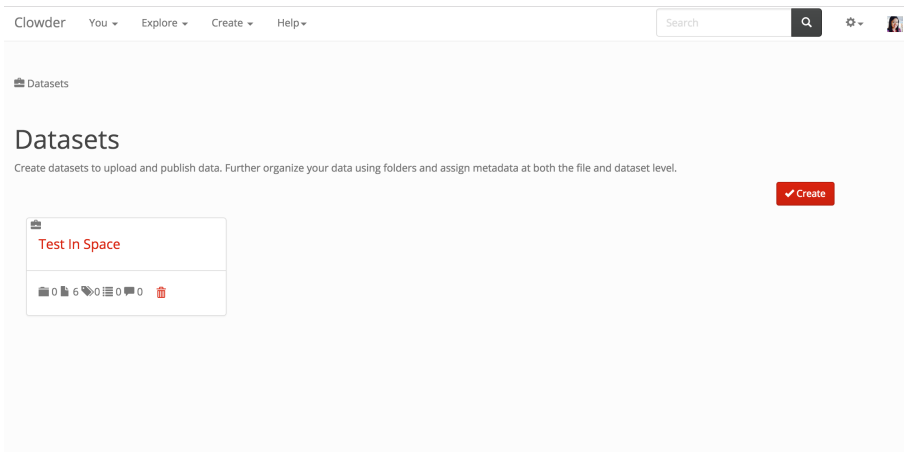 Clowder You Explore Create Help Search
Datasets
Datasets
Create datasets to upload and publish data. Further organize your data using folders and assign metadata at both the file and dataset level.
Create
Test In Space
0 6 0 0 0